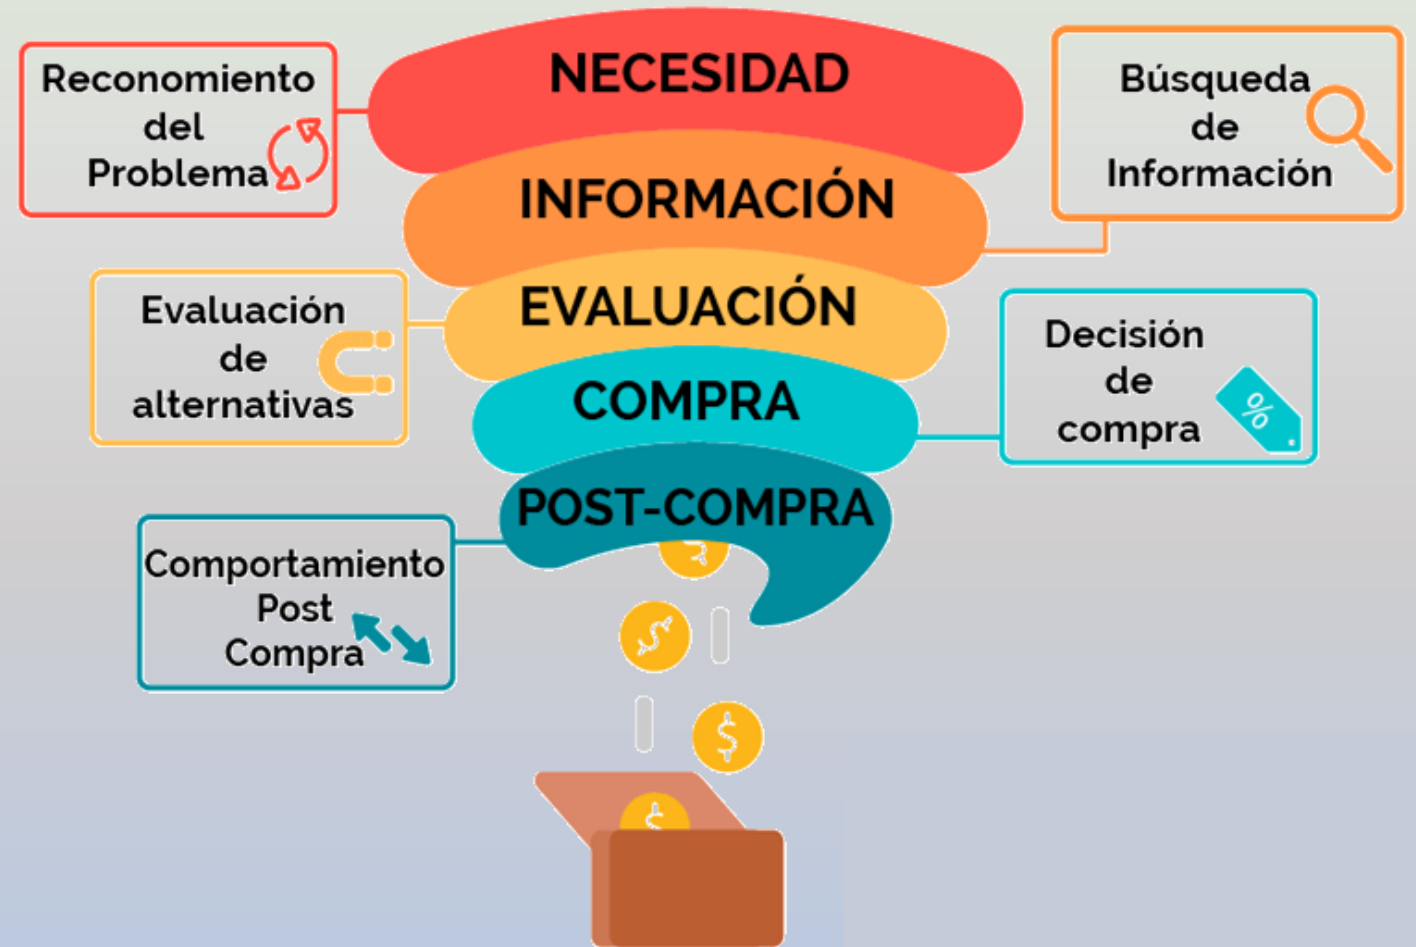 NECESIDAD
Reconomiento
del
Problema
Búsqueda
de
Información
INFORMACIÓN
EVALUACIÓN
Evaluación
de
alternativas
COMPRA
Decisión
de
compra
%
POST-COMPRA
Comportamiento
Post
Compra
$
$
$
$